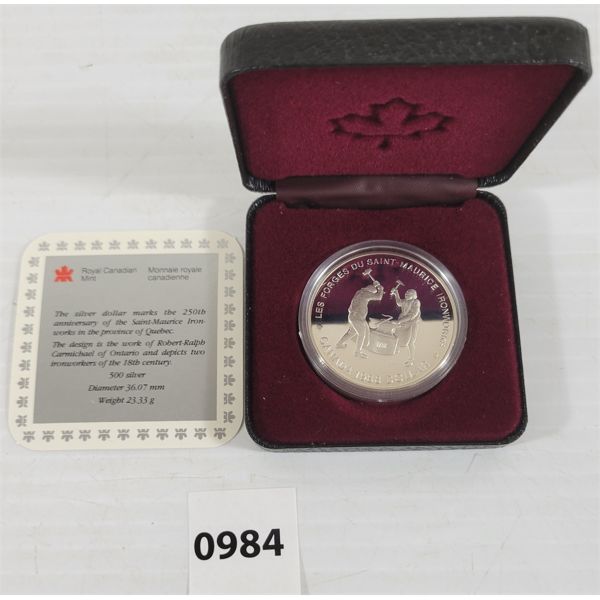 Royal Canadian
Mint
Monnaie royale
canadienne
The silver dollar marks the 250th
anniversary of the Saint-Maurice Iron-
works in the province of Quebec.
The design is the work of Robert-Ralph
Carmichael of Ontario and depicts two
ironworkers of the 18th century.
500 silver
Diameter 36.07 mm
Weight 23.33 g
LES FORGES DU SAINT-MAURICE IRONWORKS
CANADA 1988 DOLLAR
0984